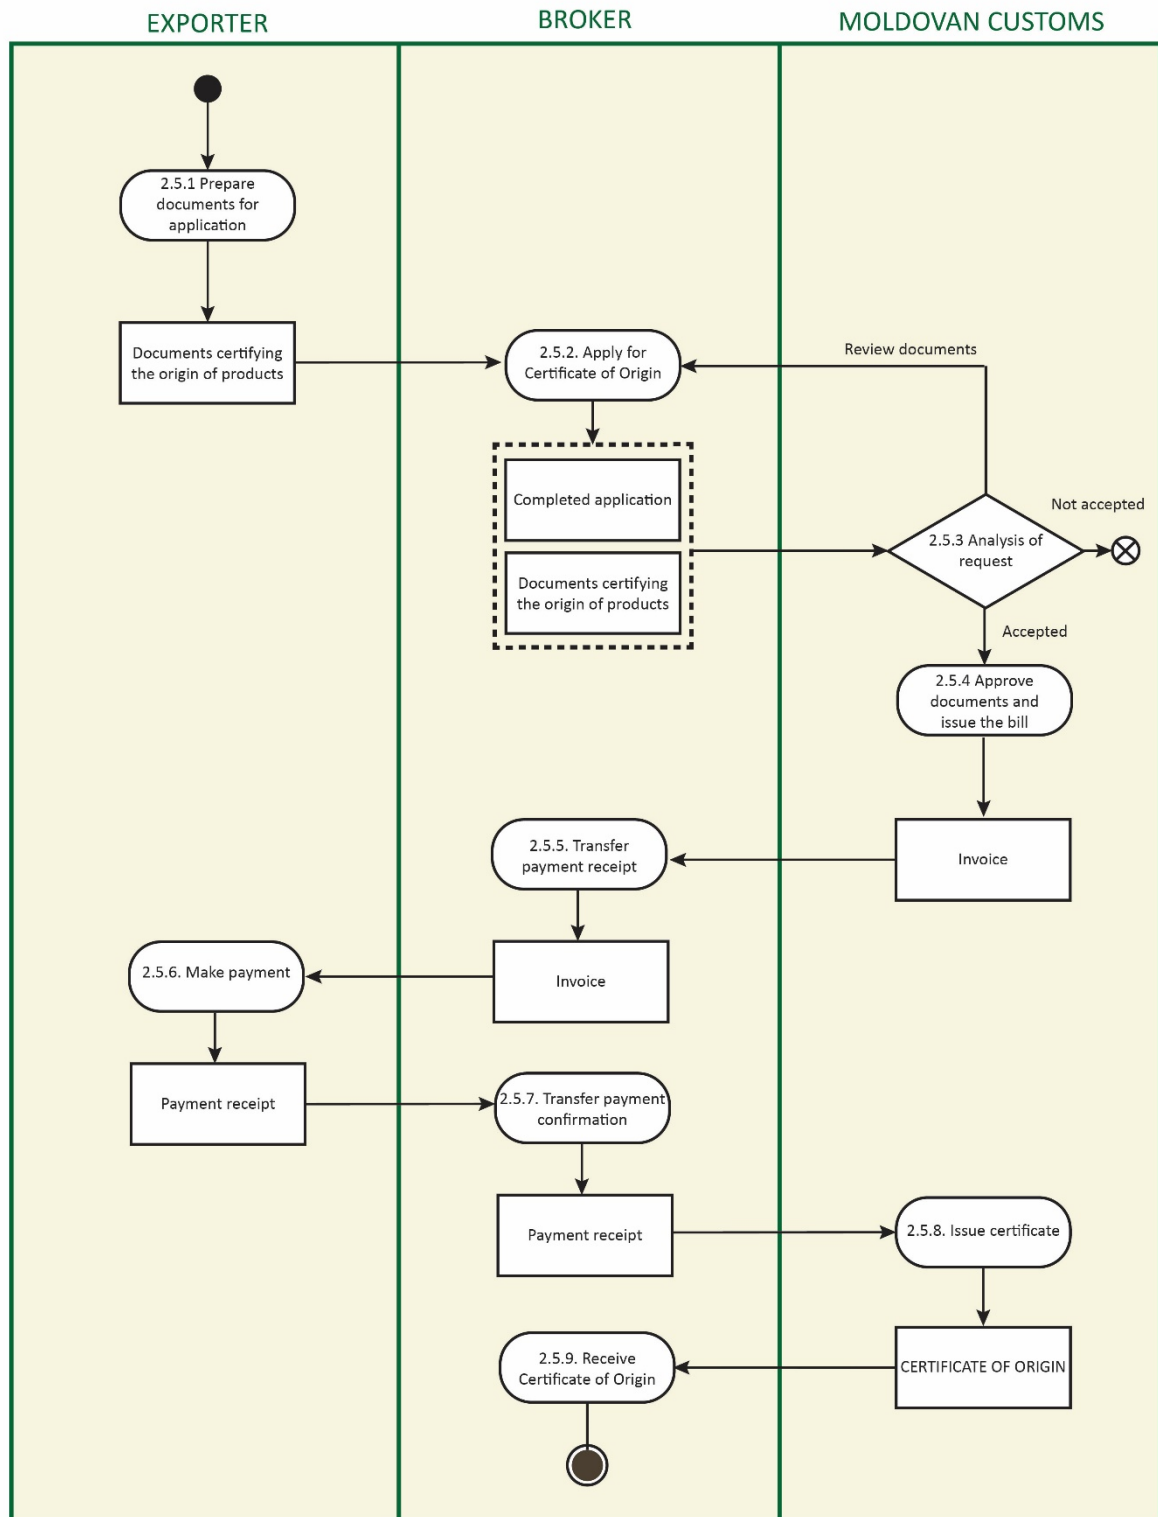 EXPORTER
BROKER
MOLDOVAN CUSTOMS
2.5.1 Prepare
documents for
application
Documents certifying
the origin of products
2.5.2. Apply for
Certificate of Origin
Review documents
Completed application
Documents certifying
the origin of products
2.5.3 Analysis of
request
Not accepted
Accepted
2.5.4 Approve
documents and
issue the bill
Invoice
2.5.5. Transfer
payment receipt
Invoice
2.5.6. Make payment
Payment receipt
2.5.7. Transfer payment
confirmation
Payment receipt
2.5.8. Issue certificate
CERTIFICATE OF ORIGIN
2.5.9. Receive
Certificate of Origin